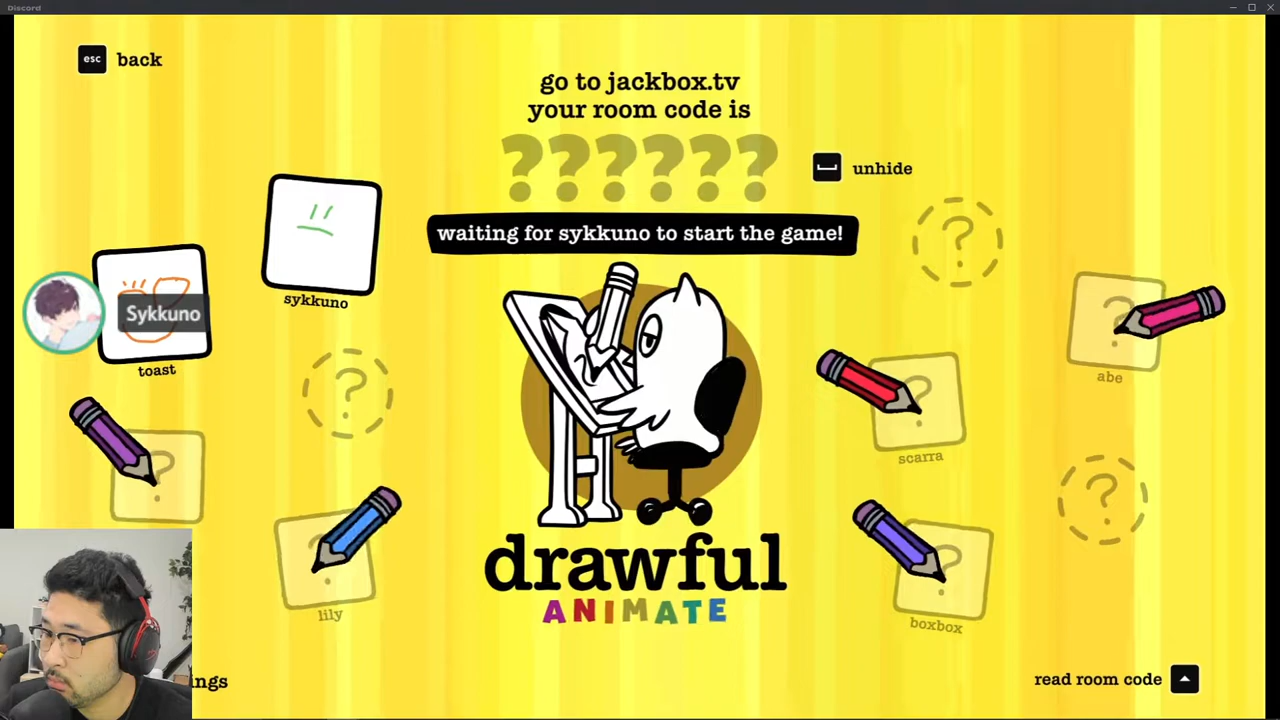 Discord
esc back
go to jackbox.tv
your room code is
??????
unhide
waiting for sykkuno to start the game!
sykkuno
Sykkuno
toast
abe
scarra
lily
boxbox
drawful
ANIMATE
ngs
read room code